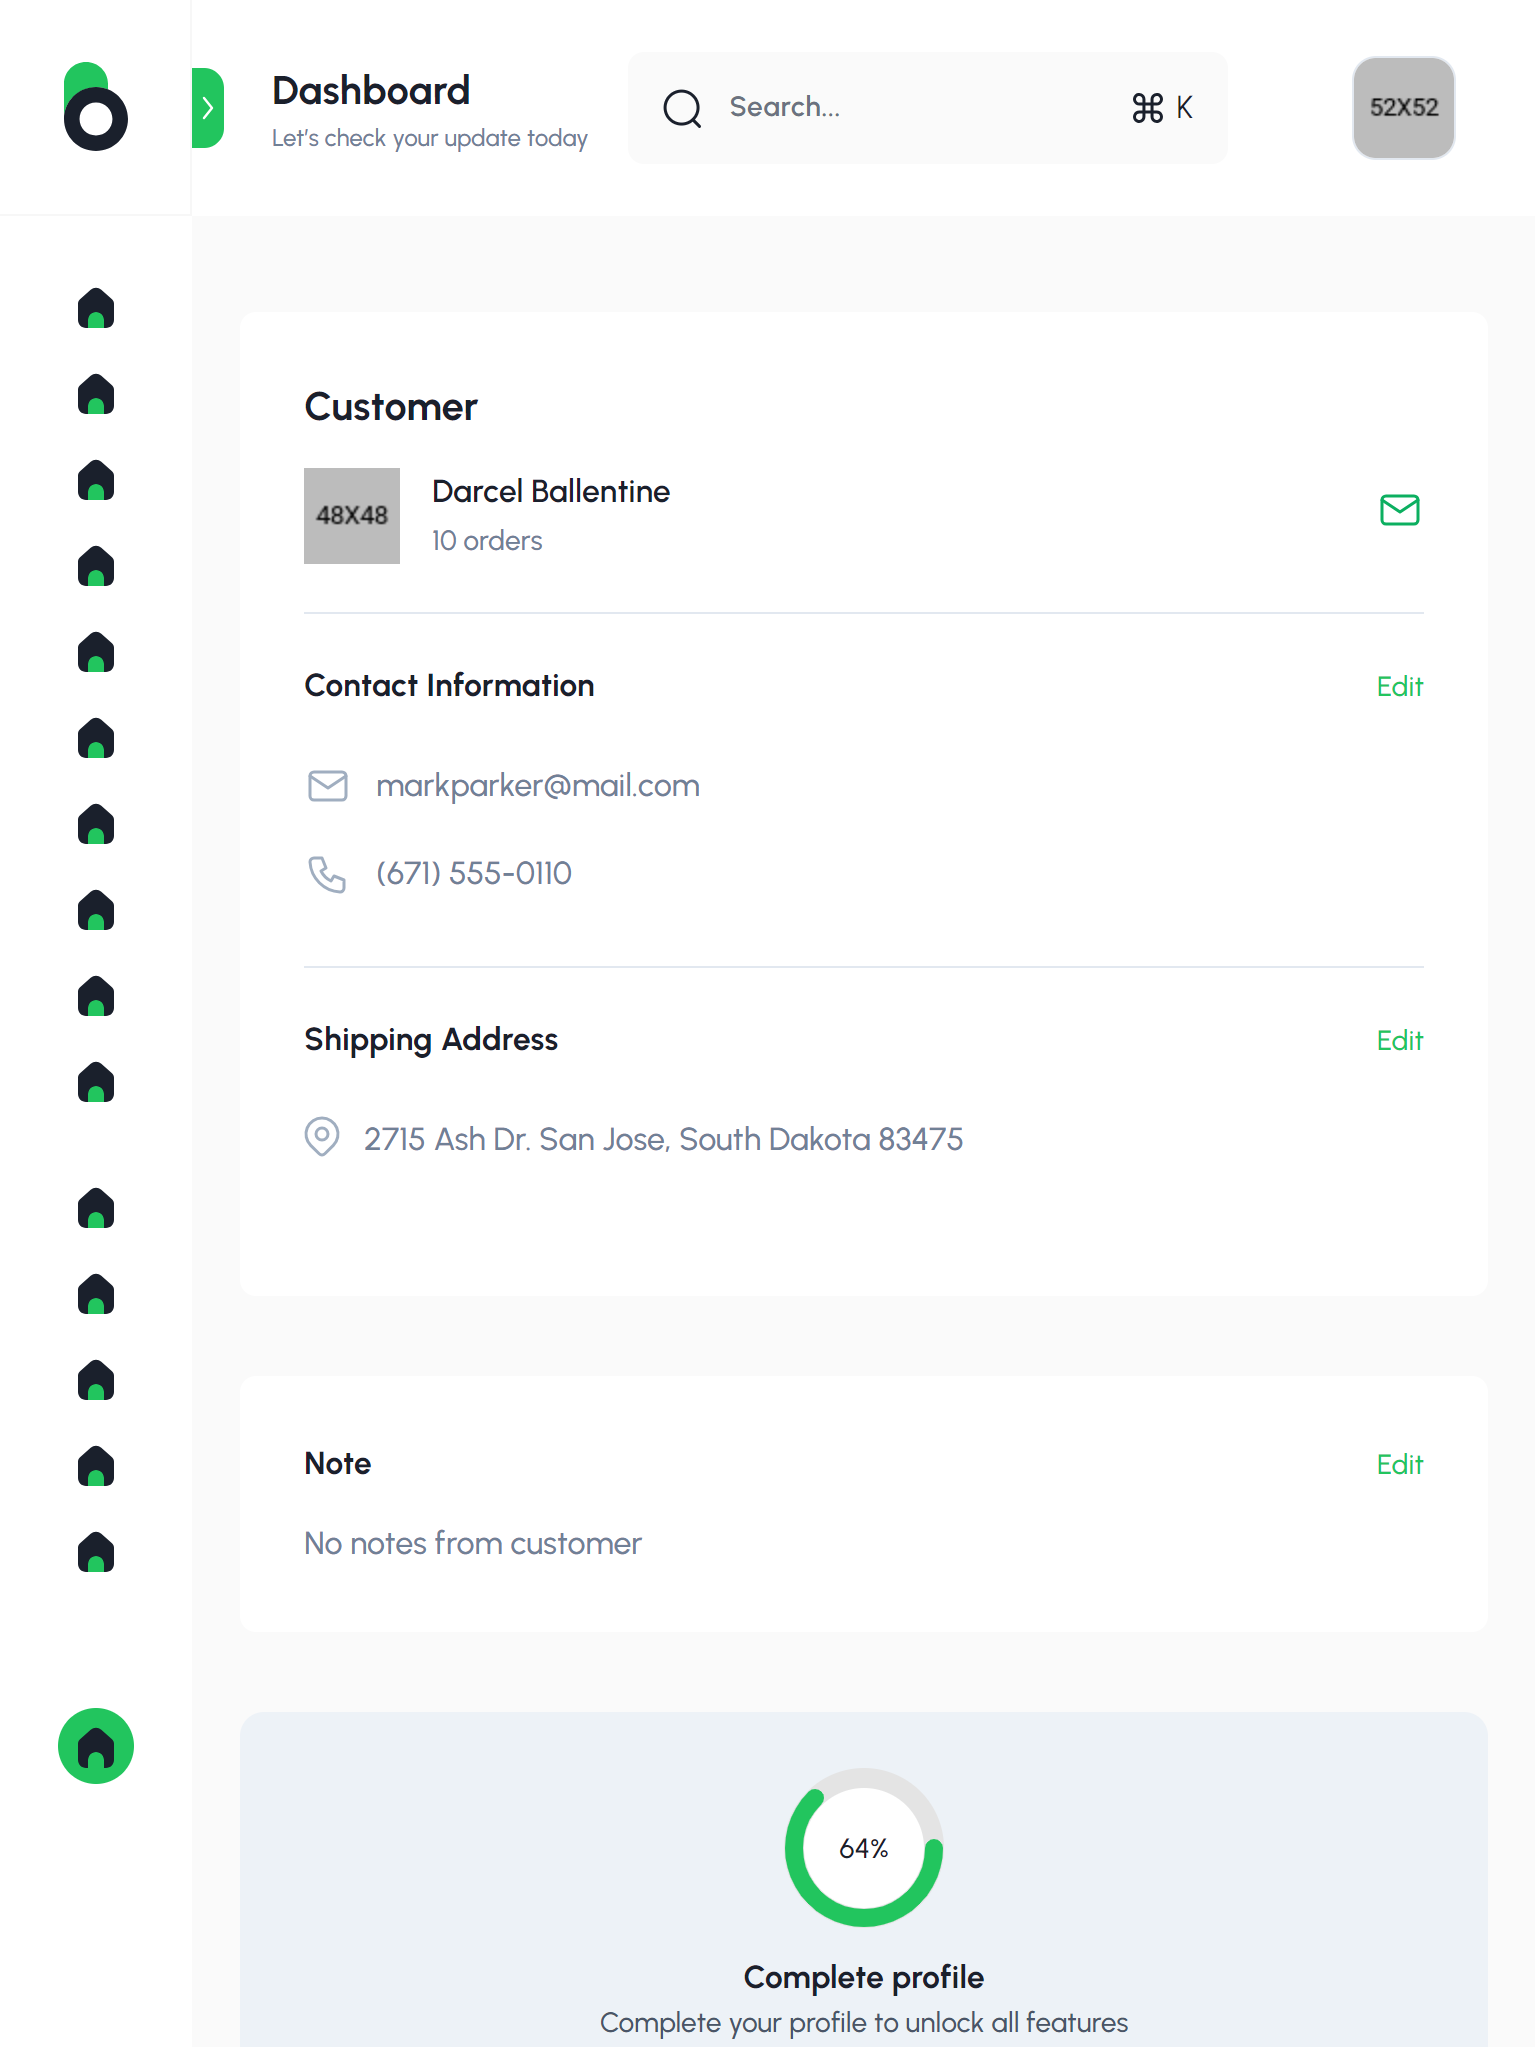 Dashboard
Let's check your update today
Search...
⌘ K
52X52
Customer
48X48
Darcel Ballentine
10 orders
Contact Information
Edit
markparker@mail.com
(671) 555-0110
Shipping Address
Edit
2715 Ash Dr. San Jose, South Dakota 83475
Note
Edit
No notes from customer
64%
Complete profile
Complete your profile to unlock all features